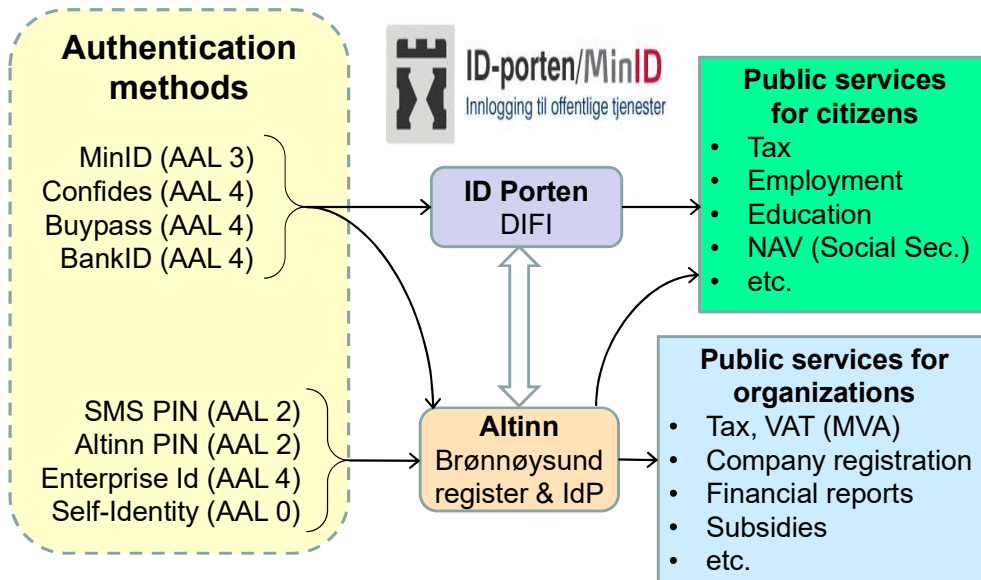 Authentication
methods
MinID (AAL 3)
Confides (AAL 4)
Buypass (AAL 4)
BankID (AAL 4)
SMS PIN (AAL 2)
Altinn PIN (AAL 2)
Enterprise Id (AAL 4)
Self-Identity (AAL 0)
ID-porten/MinID
Innlogging til offentlige tjenester
ID Porten
DIFI
Altinn
Brønnøysund
register & IdP
Public services
for citizens
• Tax
• Employment
• Education
• NAV (Social Sec.)
• etc.
Public services for
organizations
• Tax, VAT (MVA)
• Company registration
• Financial reports
• Subsidies
• etc.